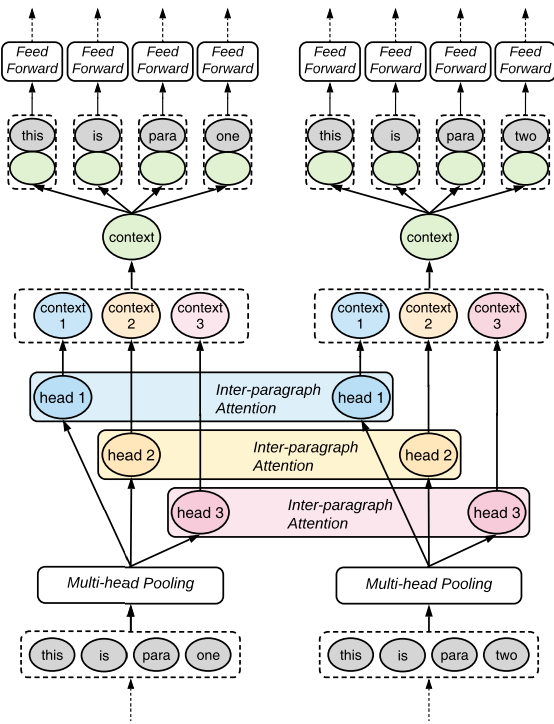 Feed Forward
Feed Forward
Feed Forward
Feed Forward
Feed Forward
Feed Forward
Feed Forward
Feed Forward
this is para one
this is para two
context
context
context 1
context 2
context 3
context 1
context 2
context 3
head 1
Inter-paragraph
Attention
head 1
head 2
Inter-paragraph
Attention
head 2
head 3
Inter-paragraph
Attention
head 3
Multi-head Pooling
Multi-head Pooling
this is para one
this is para two